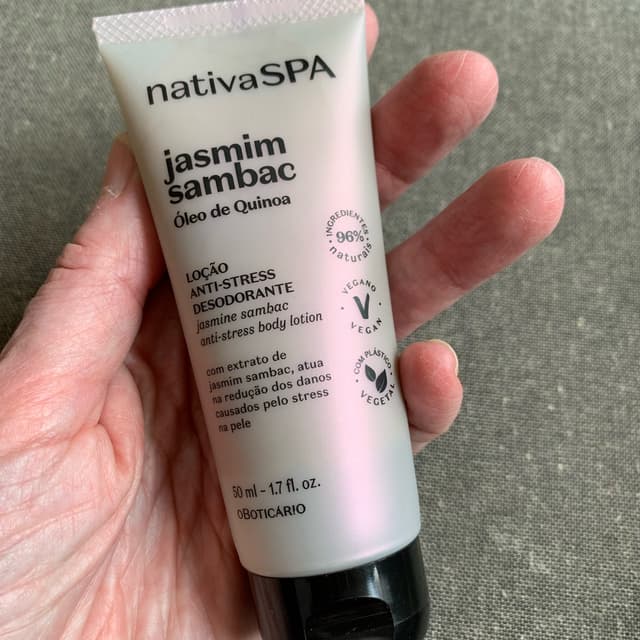 nativaSPA
jasmim
sambac
Óleo de Quinoa
LOÇÃO
ANTI-STRESS
DESODORANTE
jasmine sambac
anti-stress body lotion
com extrato de
jasmim sambac, atua
na redução dos danos
causados pelo stress
na pele
INGREDIENTES
96%
naturais
VEGANO
V
VEGAN
COM PLÁSTICO
VEGETAL
50 ml - 1.7 fl. oz.
oBOTICÁRIO